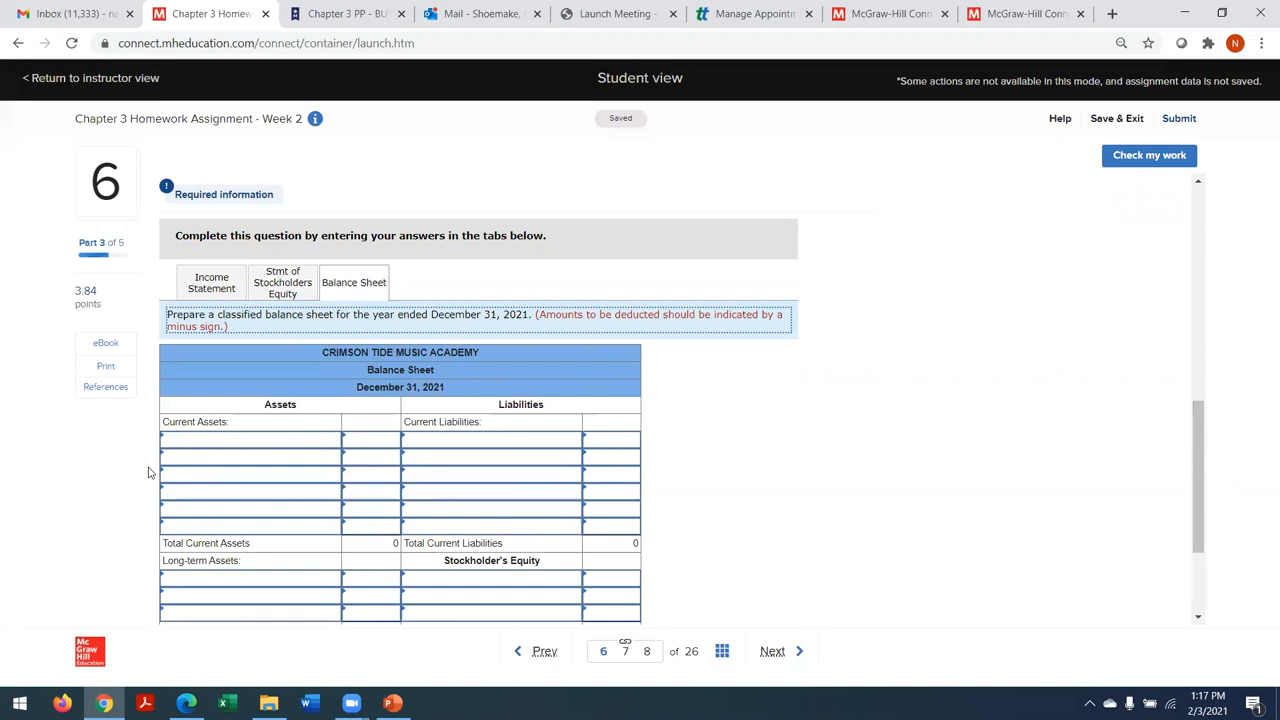 Inbox (11,333) - na
Chapter 3 Homew
Chapter 3 PP - BU
Mail - Shoemake,
Launch Meeting -
Manage Appointm
McGraw-Hill Conn
McGraw-Hill Conn
connect.mheducation.com/connect/container/launch.htm
N
< Return to instructor view
Student view
*Some actions are not available in this mode, and assignment data is not saved.
Chapter 3 Homework Assignment - Week 2
Saved
Help
Save & Exit
Submit
Check my work
6
Required information
Complete this question by entering your answers in the tabs below.
Part 3 of 5
3.84
points
eBook
Print
References
Income
Statement
Stmt of
Stockholders
Equity
Balance Sheet
Prepare a classified balance sheet for the year ended December 31, 2021. (Amounts to be deducted should be indicated by a
minus sign.)
CRIMSON TIDE MUSIC ACADEMY
Balance Sheet
December 31, 2021
Assets
Liabilities
Current Assets:
Current Liabilities:
Total Current Assets 0 Total Current Liabilities 0
Long-term Assets:
Stockholder's Equity
Mc
Graw
Hill
Education
Prev
6 7 8 of 26
Next
1:17 PM
2/3/2021